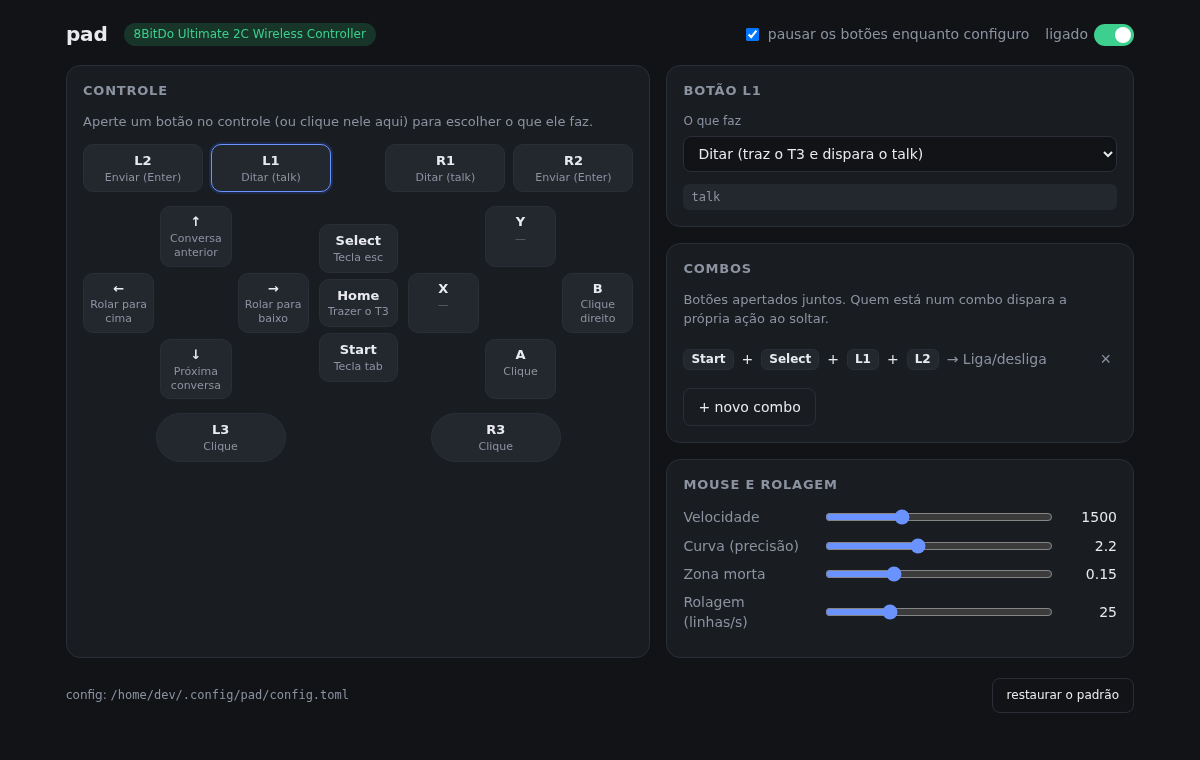 pad
8BitDo Ultimate 2C Wireless Controller
pausar os botões enquanto configuro
ligado
CONTROLE
Aperte um botão no controle (ou clique nele aqui) para escolher o que ele faz.
L2
Enviar (Enter)
L1
Ditar (talk)
R1
Ditar (talk)
R2
Enviar (Enter)
↑
Conversa
anterior
Select
Tecla esc
Y
—
←
Rolar para
cima
→
Rolar para
baixo
Home
Trazer o T3
X
—
B
Clique
direito
↓
Próxima
conversa
Start
Tecla tab
A
Clique
L3
Clique
R3
Clique
BOTÃO L1
O que faz
Ditar (traz o T3 e dispara o talk)
talk
COMBOS
Botões apertados juntos. Quem está num combo dispara a
própria ação ao soltar.
Start + Select + L1 + L2 → Liga/desliga ×
+ novo combo
MOUSE E ROLAGEM
Velocidade 1500
Curva (precisão) 2.2
Zona morta 0.15
Rolagem
(linhas/s) 25
config: /home/dev/.config/pad/config.toml
restaurar o padrão